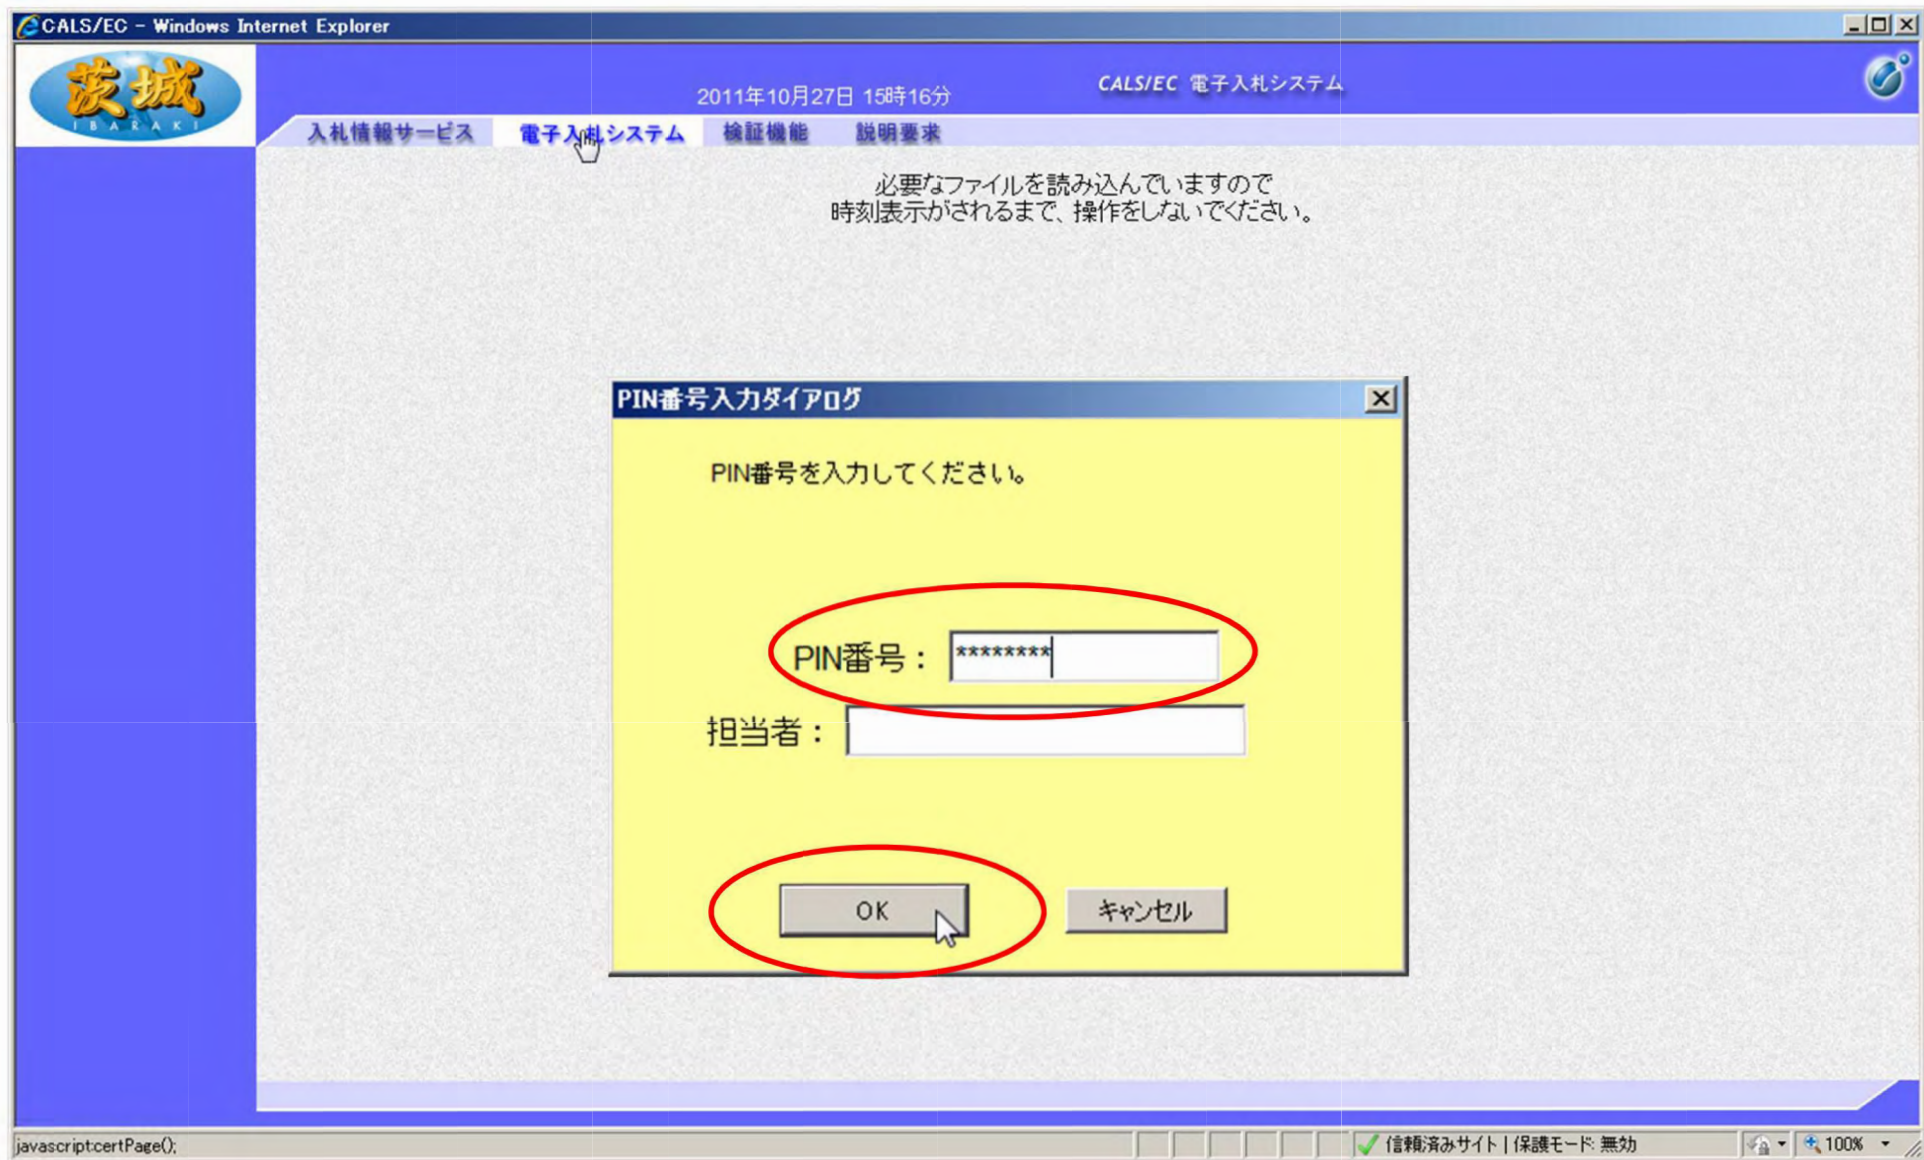 CALS/EC - Windows Internet Explorer
茨城
IBARAKI
2011年10月27日 15時16分
CALS/EC 電子入札システム
入札情報サービス 電子入札システム 検証機能 説明要求
必要なファイルを読み込んでいますので
時刻表示がされるまで、操作をしないでください。
PIN番号入力ダイアログ
PIN番号を入力してください。
PIN番号： ********
担当者：
OK キャンセル
javascript:certPage();
信頼済みサイト | 保護モード: 無効
100%